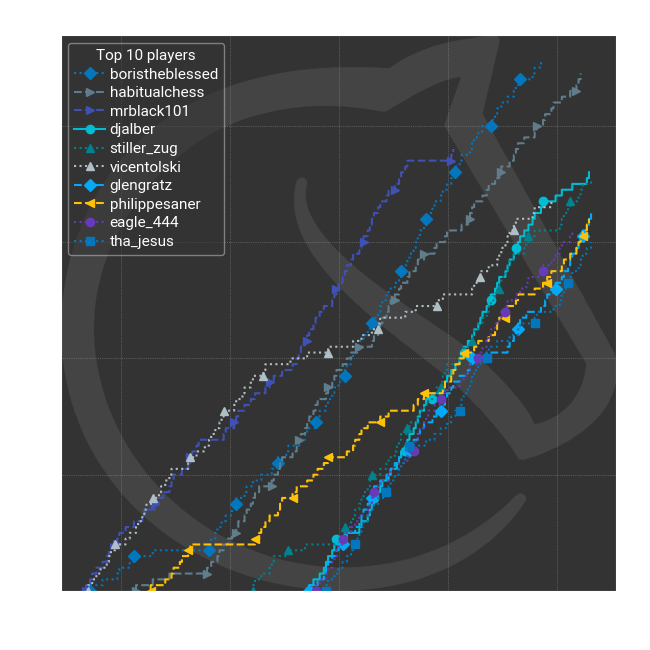 Top 10 players
boristheblessed
habitualchess
mrblack101
djalber
stiller_zug
vicentolski
glengratz
philippesaner
eagle_444
tha_jesus